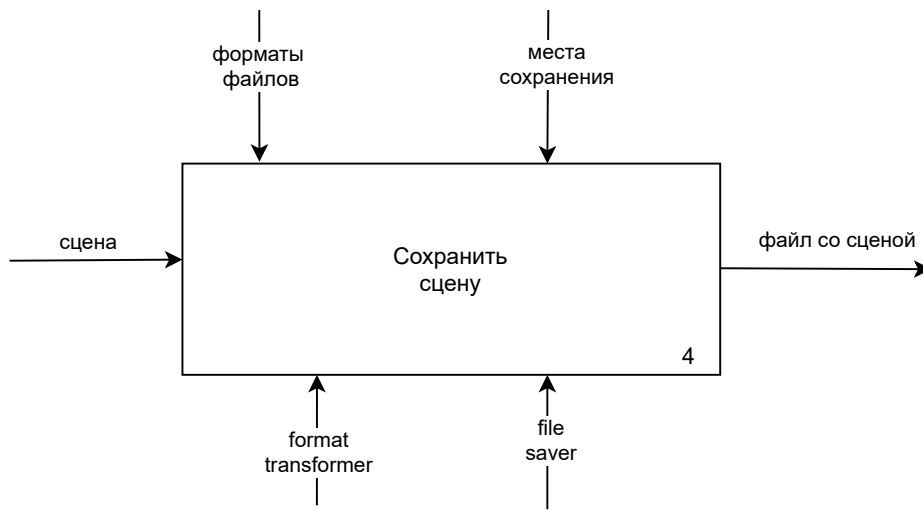 форматы
файлов
места
сохранения
сцена
файл со сценой
Сохранить
сцену
4
format
transformer
file
saver